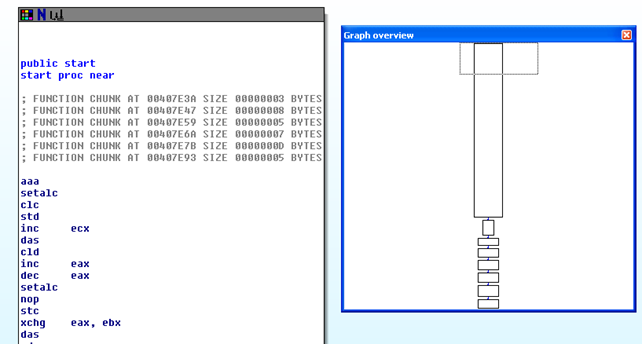 Graph overview
public start
start proc near
; FUNCTION CHUNK AT 00407E3A SIZE 00000003 BYTES
; FUNCTION CHUNK AT 00407E47 SIZE 00000008 BYTES
; FUNCTION CHUNK AT 00407E59 SIZE 00000005 BYTES
; FUNCTION CHUNK AT 00407E6A SIZE 00000007 BYTES
; FUNCTION CHUNK AT 00407E7B SIZE 0000000D BYTES
; FUNCTION CHUNK AT 00407E93 SIZE 00000005 BYTES
aaa
setalc
clc
std
inc ecx
das
cld
inc eax
dec eax
setalc
nop
stc
xchg eax, ebx
das